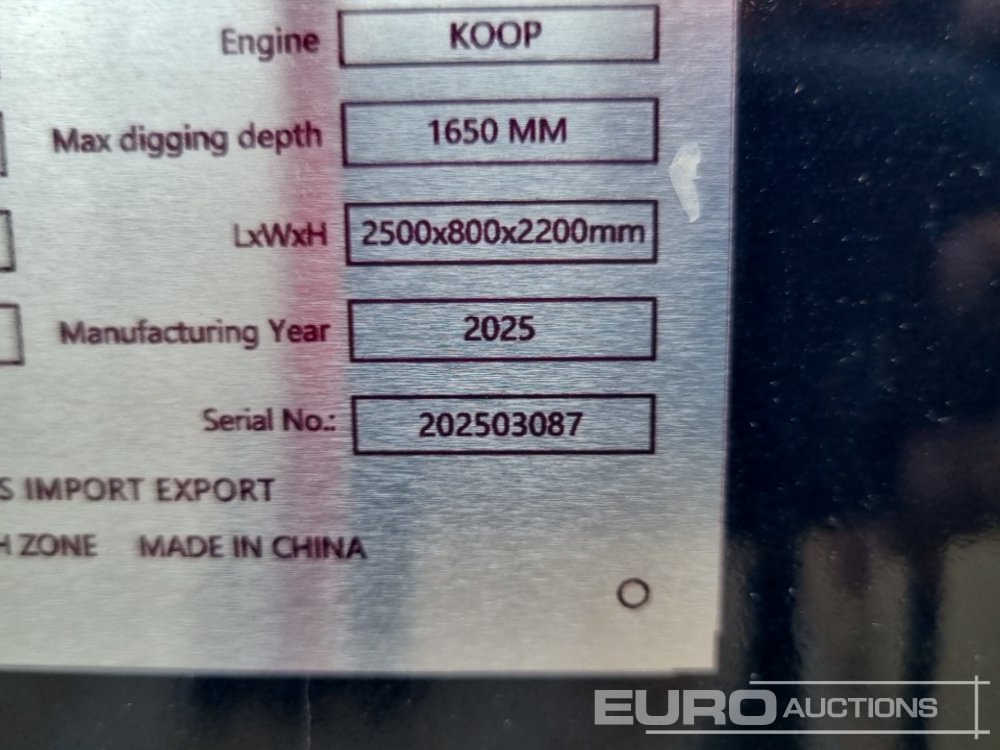 Engine KOOP
Max digging depth 1650 MM
LxWxH 2500x800x2200mm
Manufacturing Year 2025
Serial No.: 202503087
S IMPORT EXPORT
H ZONE MADE IN CHINA
EURO AUCTIONS